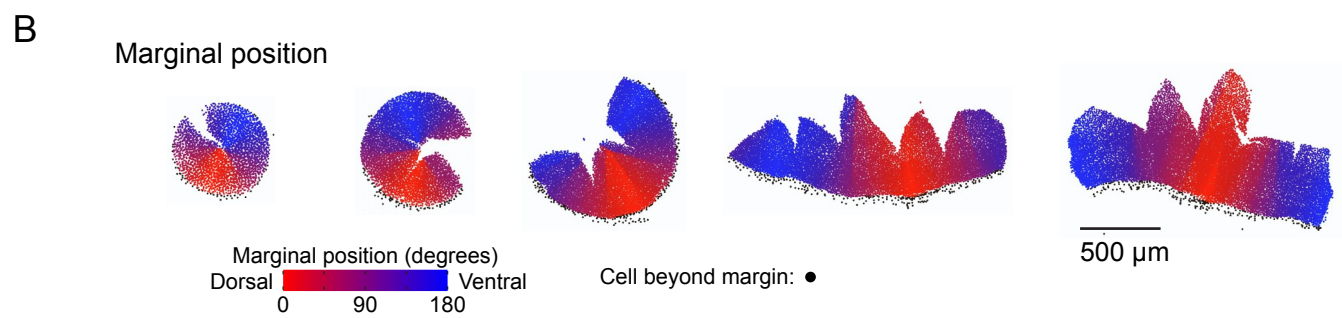 B
Marginal position
500 µm
Marginal position (degrees)
Dorsal
Ventral
0
90
180
Cell beyond margin: